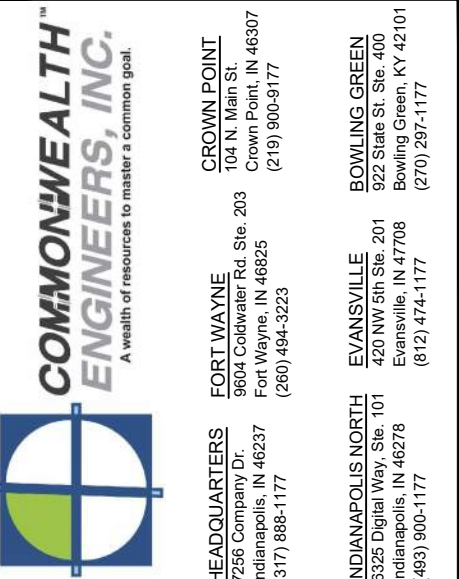 COMMONWEALTH™
ENGINEERS, INC.
A wealth of resources to master a common goal.
HEADQUARTERS
7256 Company Dr.
Indianapolis, IN 46237
(317) 888-1177
FORT WAYNE
9604 Coldwater Rd. Ste. 203
Fort Wayne, IN 46825
(260) 494-3223
CROWN POINT
104 N. Main St.
Crown Point, IN 46307
(219) 900-9177
INDIANAPOLIS NORTH
6325 Digital Way, Ste. 101
Indianapolis, IN 46278
(493) 900-1177
EVANSVILLE
420 NW 5th Ste. 201
Evansville, IN 47708
(812) 474-1177
BOWLING GREEN
922 State St. Ste. 400
Bowling Green, KY 42101
(270) 297-1177